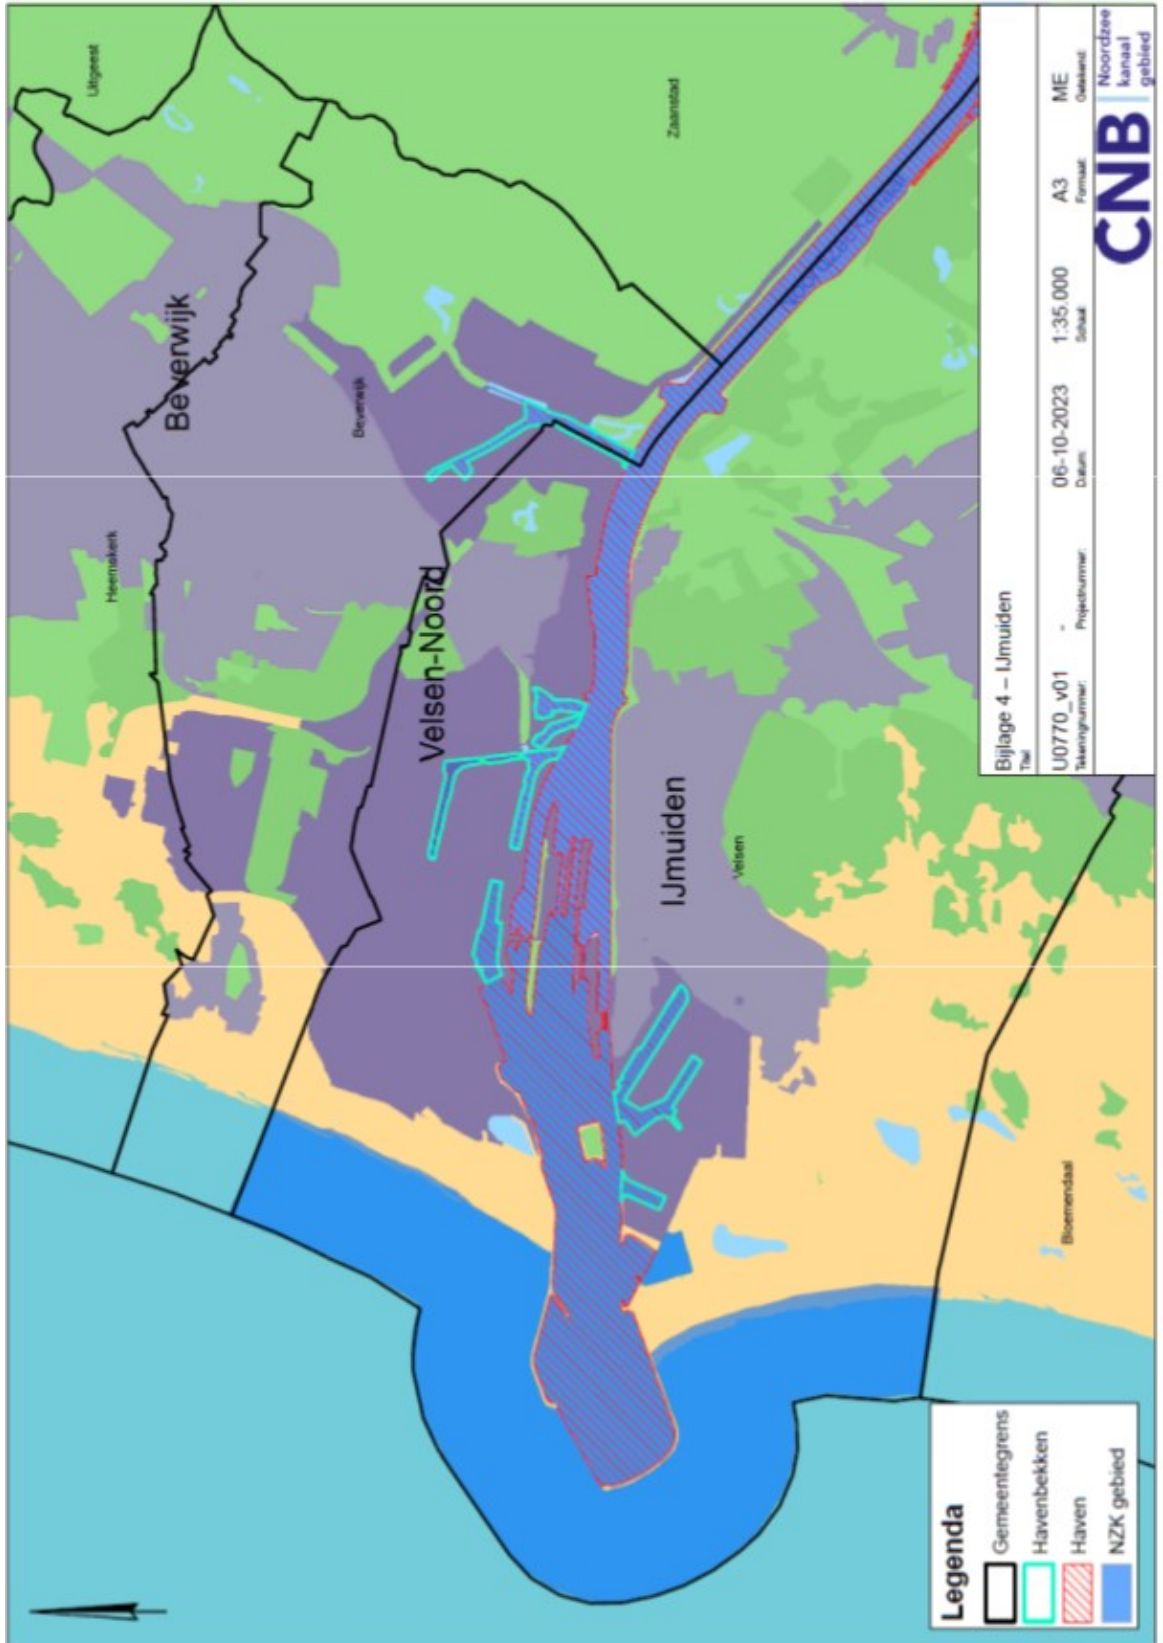 Uitgeest
Beverwijk
Zaanstad
Beverwijk
Heemskerk
Velsen-Noord
IJmuiden
Velsen
Bloemendaal
Legenda
Gemeentegrens
Havenbekken
Haven
NZK gebied
Bijlage 4 – IJmuiden
Titel
U0770_v01 - 06-10-2023 1:35.000 A3 ME
Tekeningnummer: Projectnummer: Datum: Schaal: Formaat: Getekend:
CNB
Noordzee
kanaal
gebied